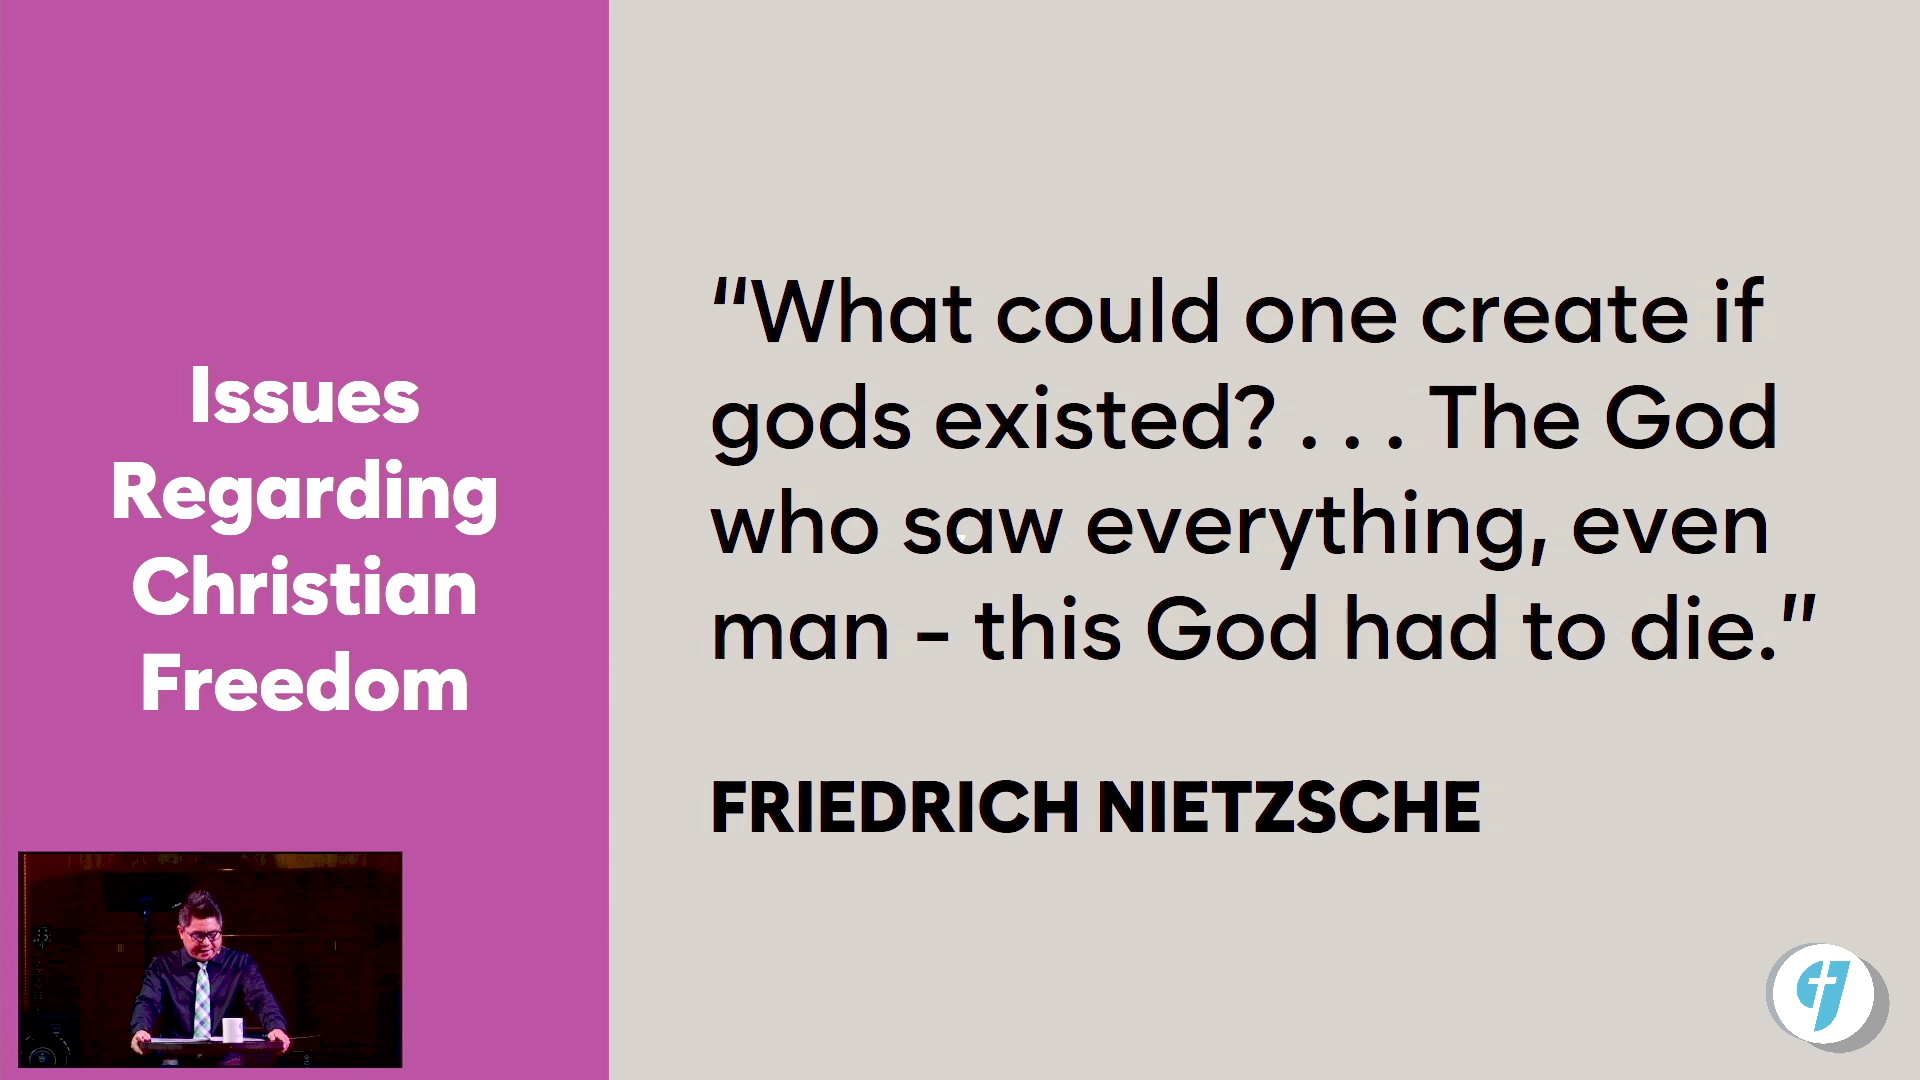 Issues
Regarding
Christian
Freedom
“What could one create if
gods existed? . . . The God
who saw everything, even
man – this God had to die.”
FRIEDRICH NIETZSCHE